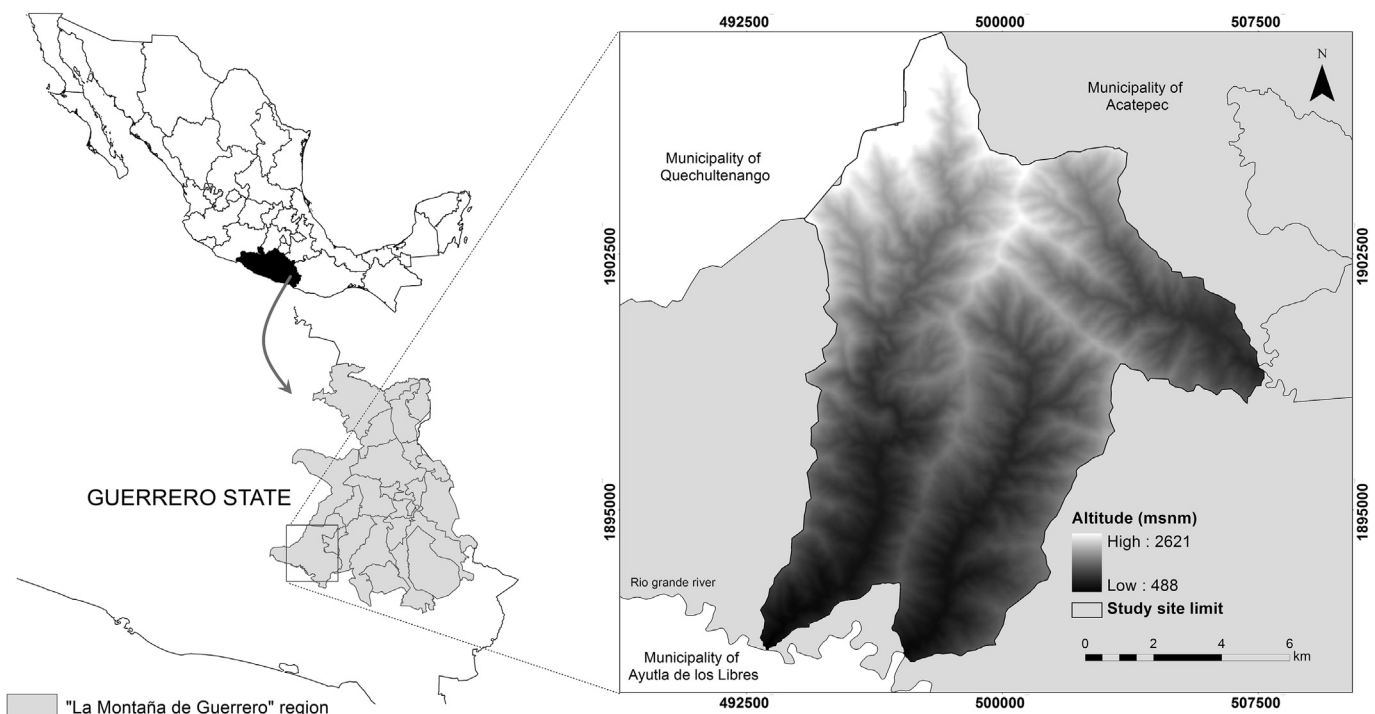 492500
500000
507500
N
Municipality of
Acatepec
Municipality of
Quechultenango
1902500
1902500
GUERRERO STATE
1895000
1895000
Altitude (msnm)
High : 2621
Low : 488
Study site limit
Rio grande river
0 1 2 4 6
km
Municipality of
Ayutla de los Libres
492500
500000
507500
"La Montaña de Guerrero" region